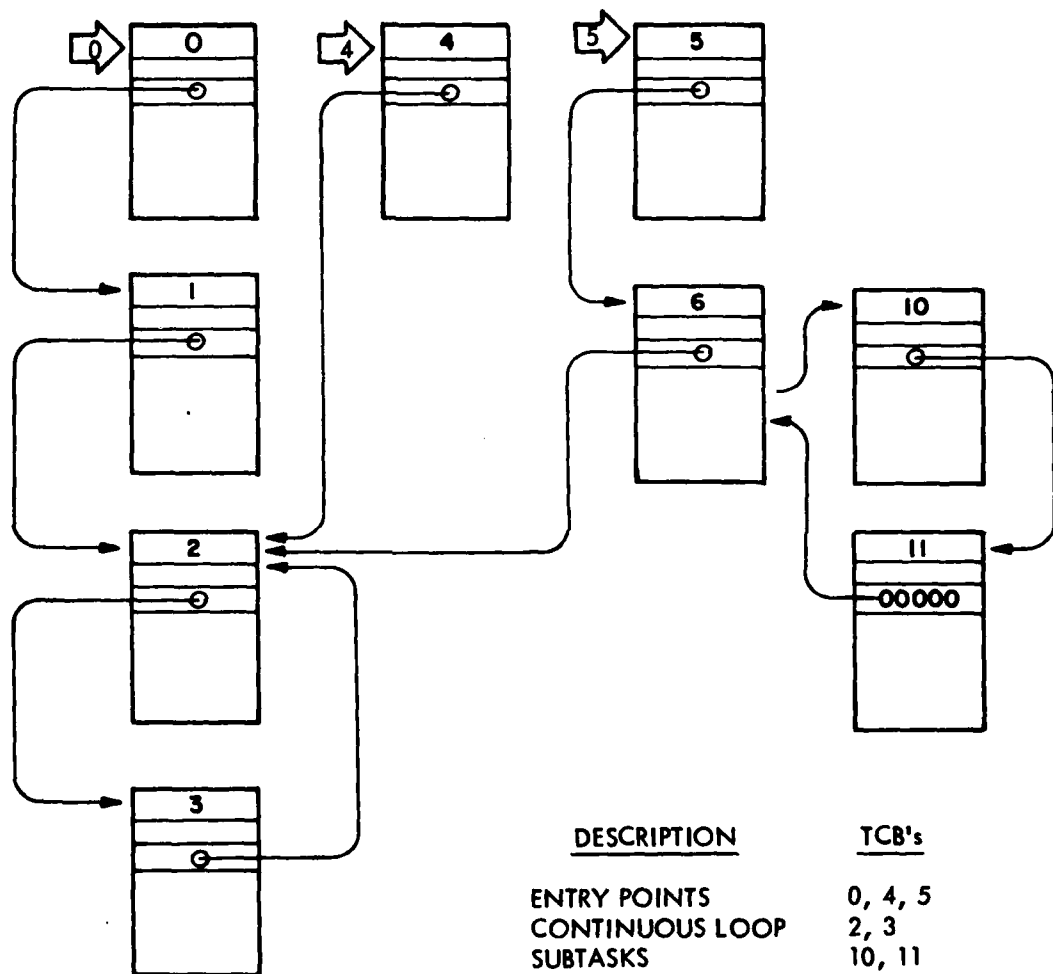 0 0 4 4 5 5
1
6 10
2
11
00000
3
DESCRIPTION TCB's
ENTRY POINTS 0, 4, 5
CONTINUOUS LOOP 2, 3
SUBTASKS 10, 11